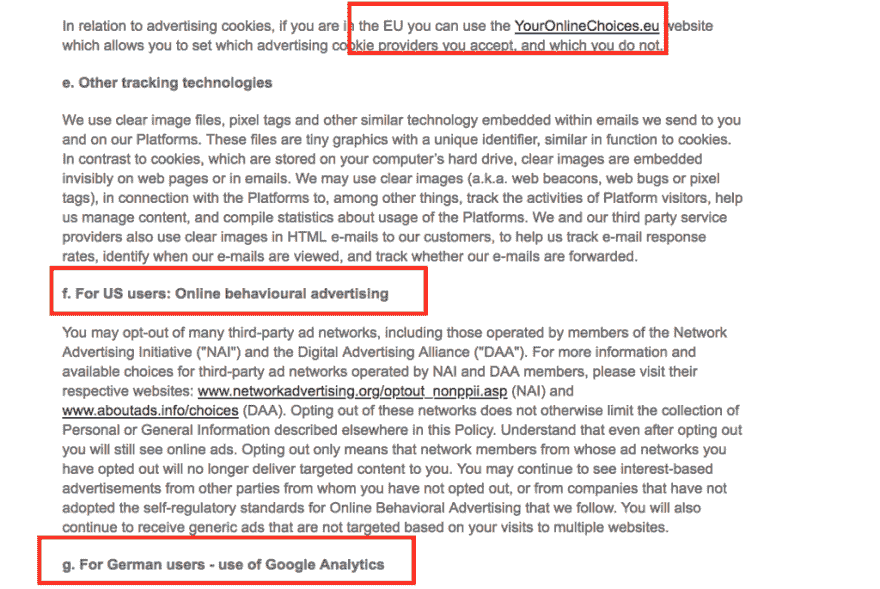 In relation to advertising cookies, if you are in the EU you can use the YourOnlineChoices.eu website
which allows you to set which advertising cookie providers you accept, and which you do not.
e. Other tracking technologies
We use clear image files, pixel tags and other similar technology embedded within emails we send to you
and on our Platforms. These files are tiny graphics with a unique identifier, similar in function to cookies.
In contrast to cookies, which are stored on your computer's hard drive, clear images are embedded
invisibly on web pages or in emails. We may use clear images (a.k.a. web beacons, web bugs or pixel
tags), in connection with the Platforms to, among other things, track the activities of Platform visitors, help
us manage content, and compile statistics about usage of the Platforms. We and our third party service
providers also use clear images in HTML e-mails to our customers, to help us track e-mail response
rates, identify when our e-mails are viewed, and track whether our e-mails are forwarded.
f. For US users: Online behavioural advertising
You may opt-out of many third-party ad networks, including those operated by members of the Network
Advertising Initiative ("NAI") and the Digital Advertising Alliance ("DAA"). For more information and
available choices for third-party ad networks operated by NAI and DAA members, please visit their
respective websites: www.networkadvertising.org/optout_nonppii.asp (NAI) and
www.aboutads.info/choices (DAA). Opting out of these networks does not otherwise limit the collection of
Personal or General Information described elsewhere in this Policy. Understand that even after opting out
you will still see online ads. Opting out only means that network members from whose ad networks you
have opted out will no longer deliver targeted content to you. You may continue to see interest-based
advertisements from other parties from whom you have not opted out, or from companies that have not
adopted the self-regulatory standards for Online Behavioral Advertising that we follow. You will also
continue to receive generic ads that are not targeted based on your visits to multiple websites.
g. For German users - use of Google Analytics